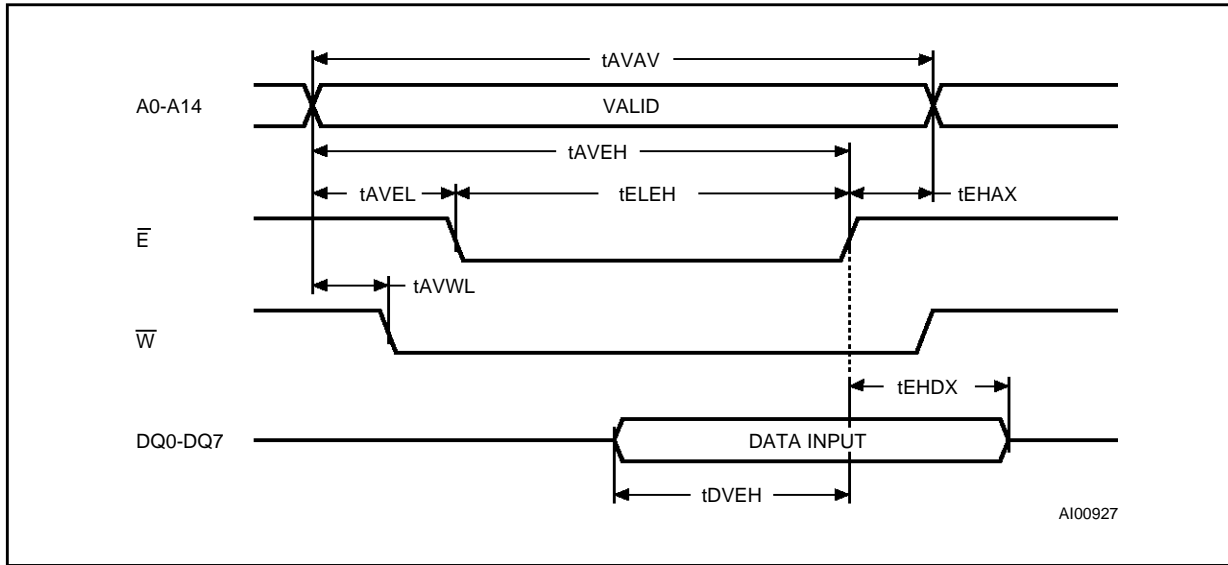 tAVAV
A0-A14
VALID
tAVEH
tAVEL
tELEH
tEHAX
E̅
tAVWL
W̅
tEHDX
DQ0-DQ7
DATA INPUT
tDVEH
AI00927